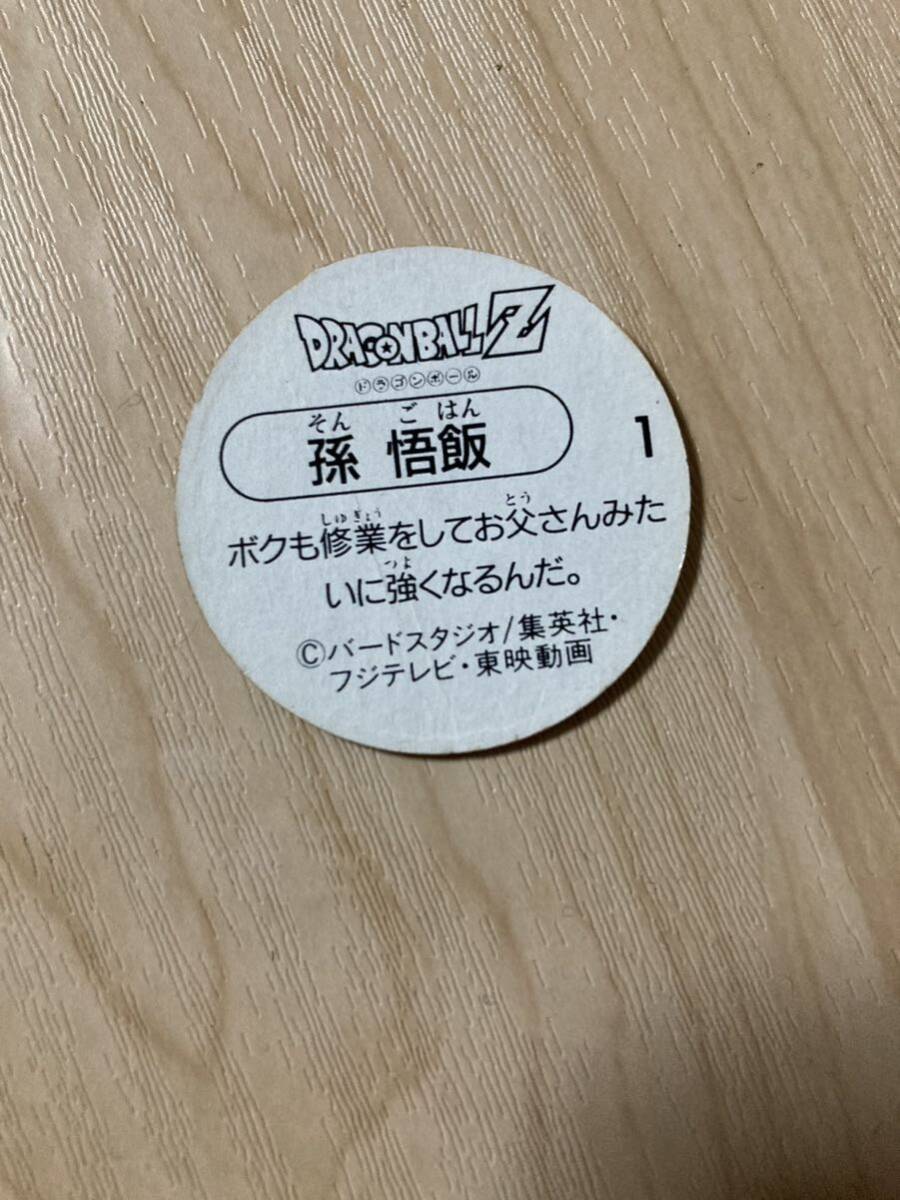 DRAGONBALL Z
ドラゴンボール
そん ご はん
孫 悟飯
1
しゅぎょう とう
ボクも修業をしてお父さんみた
つよ
いに強くなるんだ。
©バードスタジオ/集英社・
フジテレビ・東映動画